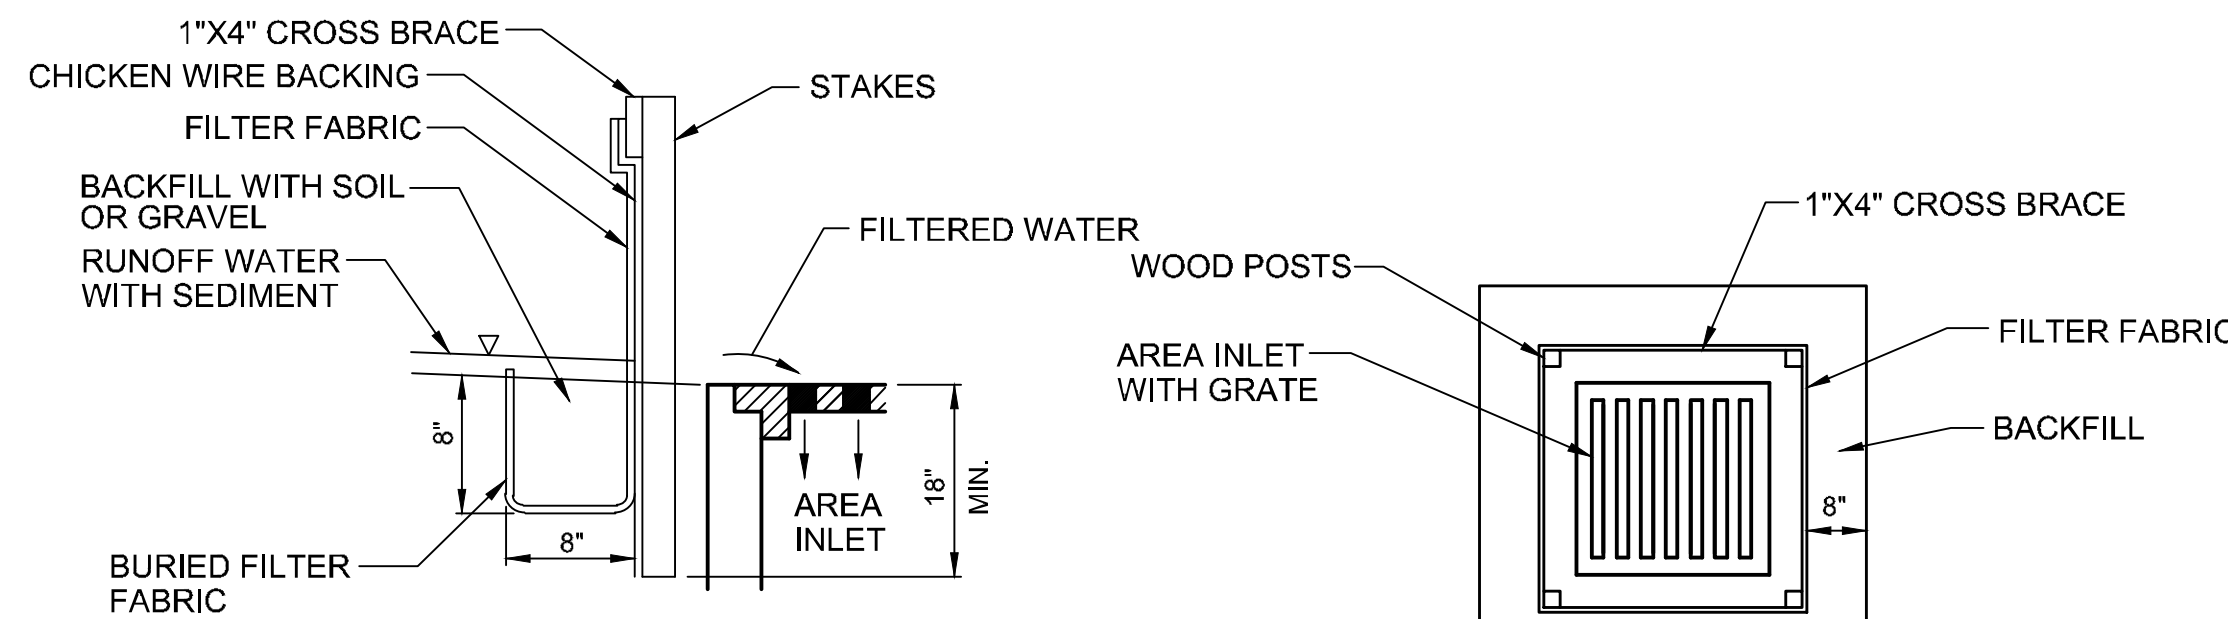 1"X4" CROSS BRACE
CHICKEN WIRE BACKING
STAKES
FILTER FABRIC
BACKFILL WITH SOIL
OR GRAVEL
RUNOFF WATER
WITH SEDIMENT
FILTERED WATER
8"
8"
AREA
INLET
18"
MIN.
BURIED FILTER
FABRIC
1"X4" CROSS BRACE
WOOD POSTS
FILTER FABRIC
AREA INLET
WITH GRATE
BACKFILL
8"